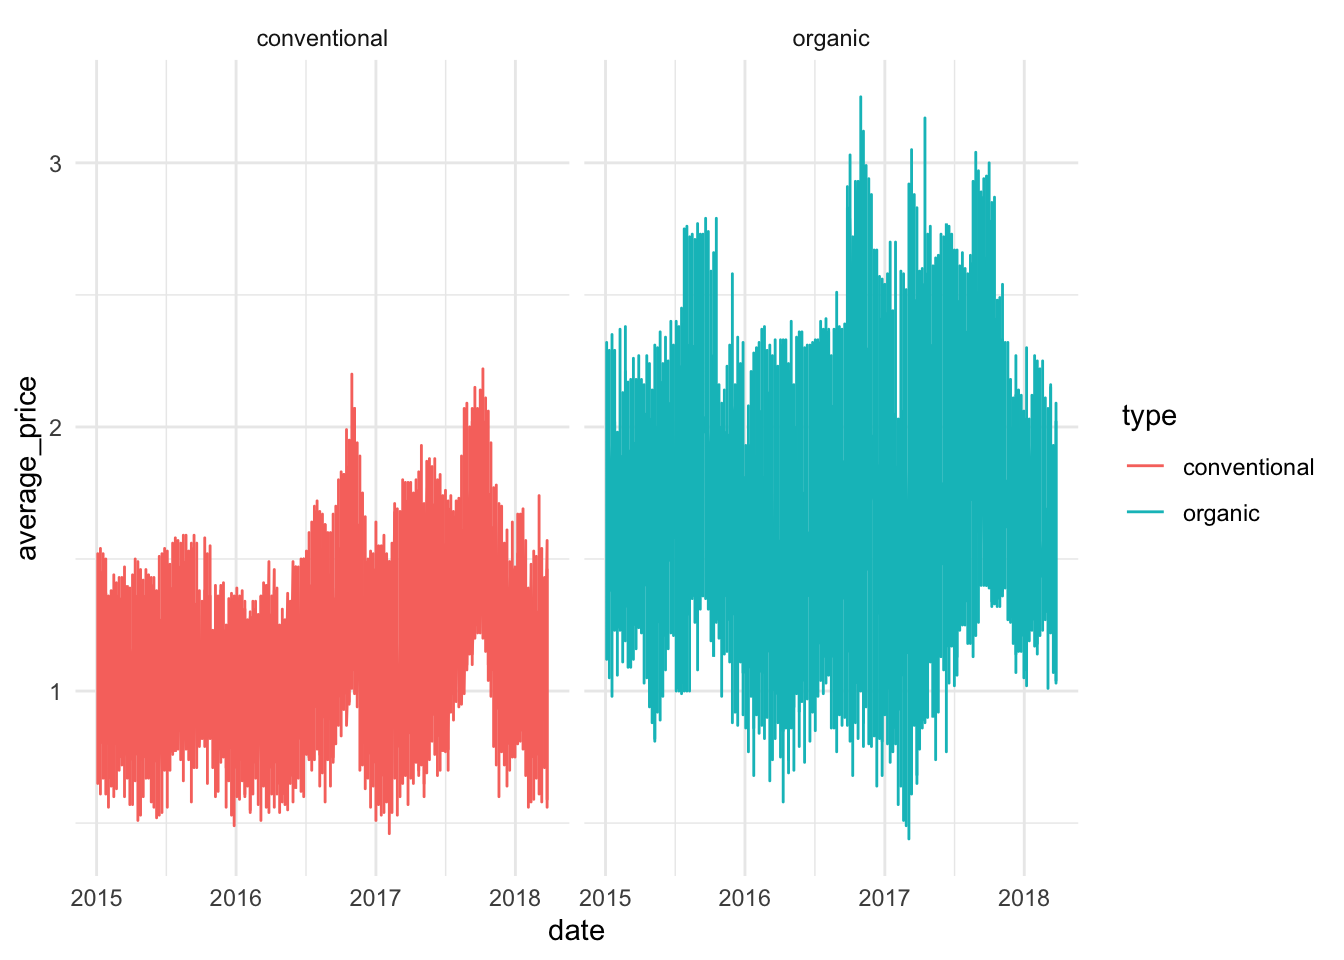 conventional organic
3
2
1
average_price
2015 2016 2017 2018 2015 2016 2017 2018
date
type
conventional
organic